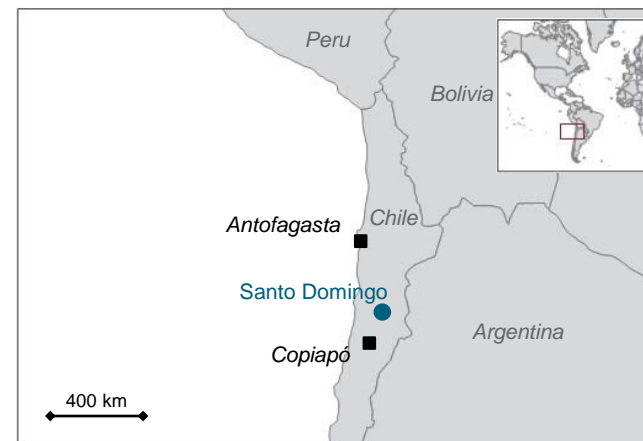 Peru
Bolivia
Antofagasta
Chile
Santo Domingo
Copiapó
Argentina
400 km